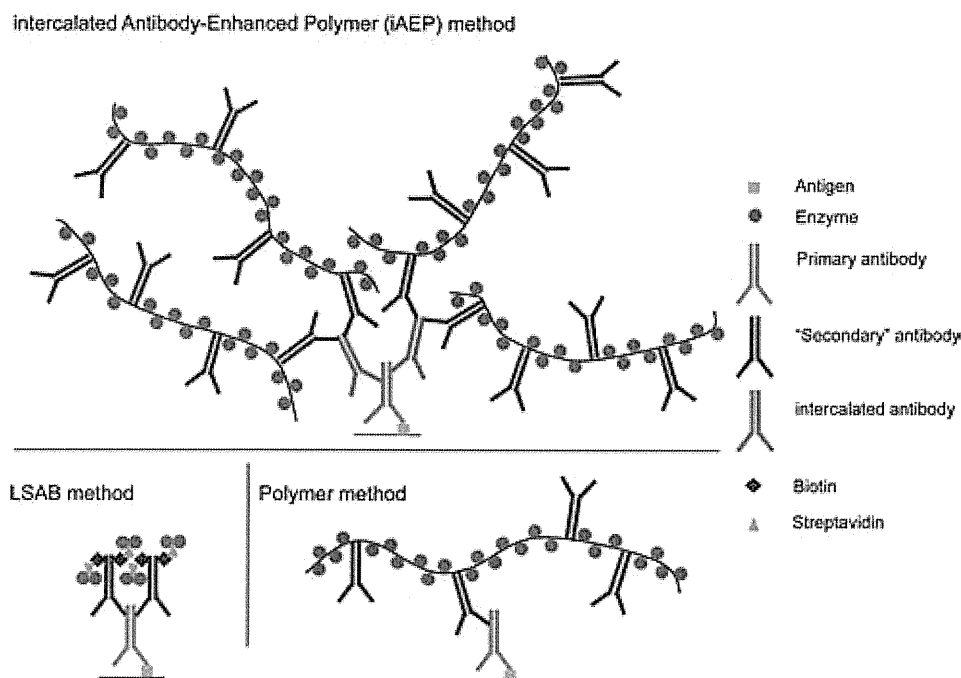 intercalated Antibody-Enhanced Polymer (iAEP) method
Antigen
Enzyme
Primary antibody
"Secondary" antibody
intercalated antibody
Biotin
Streptavidin
LSAB method
Polymer method